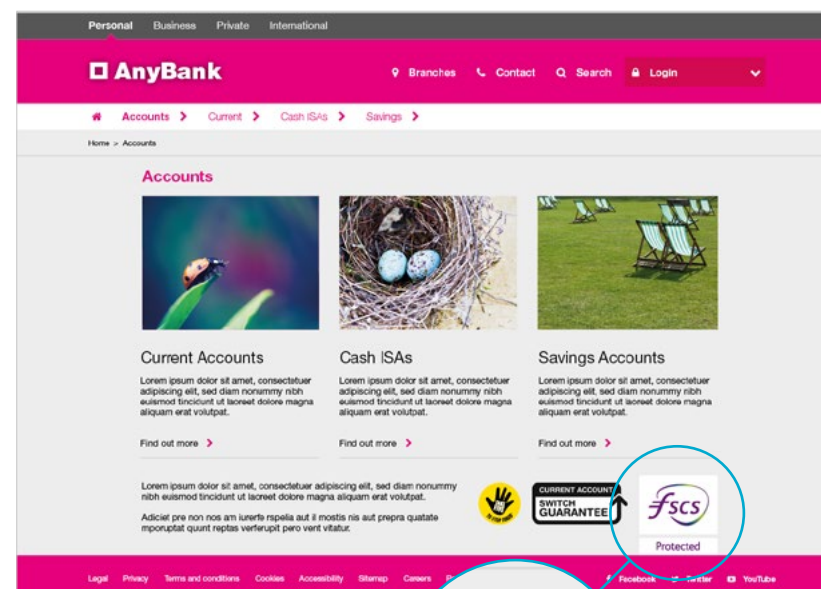 Personal Business Private International
AnyBank
Branches Contact Search Login
Accounts Current Cash ISAs Savings
Home > Accounts
Accounts
Current Accounts
Lorem ipsum dolor sit amet, consectetuer
adipiscing elit, sed diam nonummy nibh
euismod tincidunt ut laoreet dolore magna
aliquam erat volutpat.
Find out more >
Cash ISAs
Lorem ipsum dolor sit amet, consectetuer
adipiscing elit, sed diam nonummy nibh
euismod tincidunt ut laoreet dolore magna
aliquam erat volutpat.
Find out more >
Savings Accounts
Lorem ipsum dolor sit amet, consectetuer
adipiscing elit, sed diam nonummy nibh
euismod tincidunt ut laoreet dolore magna
aliquam erat volutpat.
Find out more >
Lorem ipsum dolor sit amet, consectetuer adipiscing elit, sed diam nonummy
nibh euismod tincidunt ut laoreet dolore magna aliquam erat volutpat.
Adiciet pre non nos am iurerfe rspelia aut il mostis nis aut prepra quatate
mporuptat quunt reptas verferupit pero vent
vitatur.
CURRENT ACCOUNT
SWITCH
GUARANTEE
fscs
Protected
Legal Privacy Terms and conditions Cookies Accessibility Sitemap Careers
Facebook Twitter YouTube